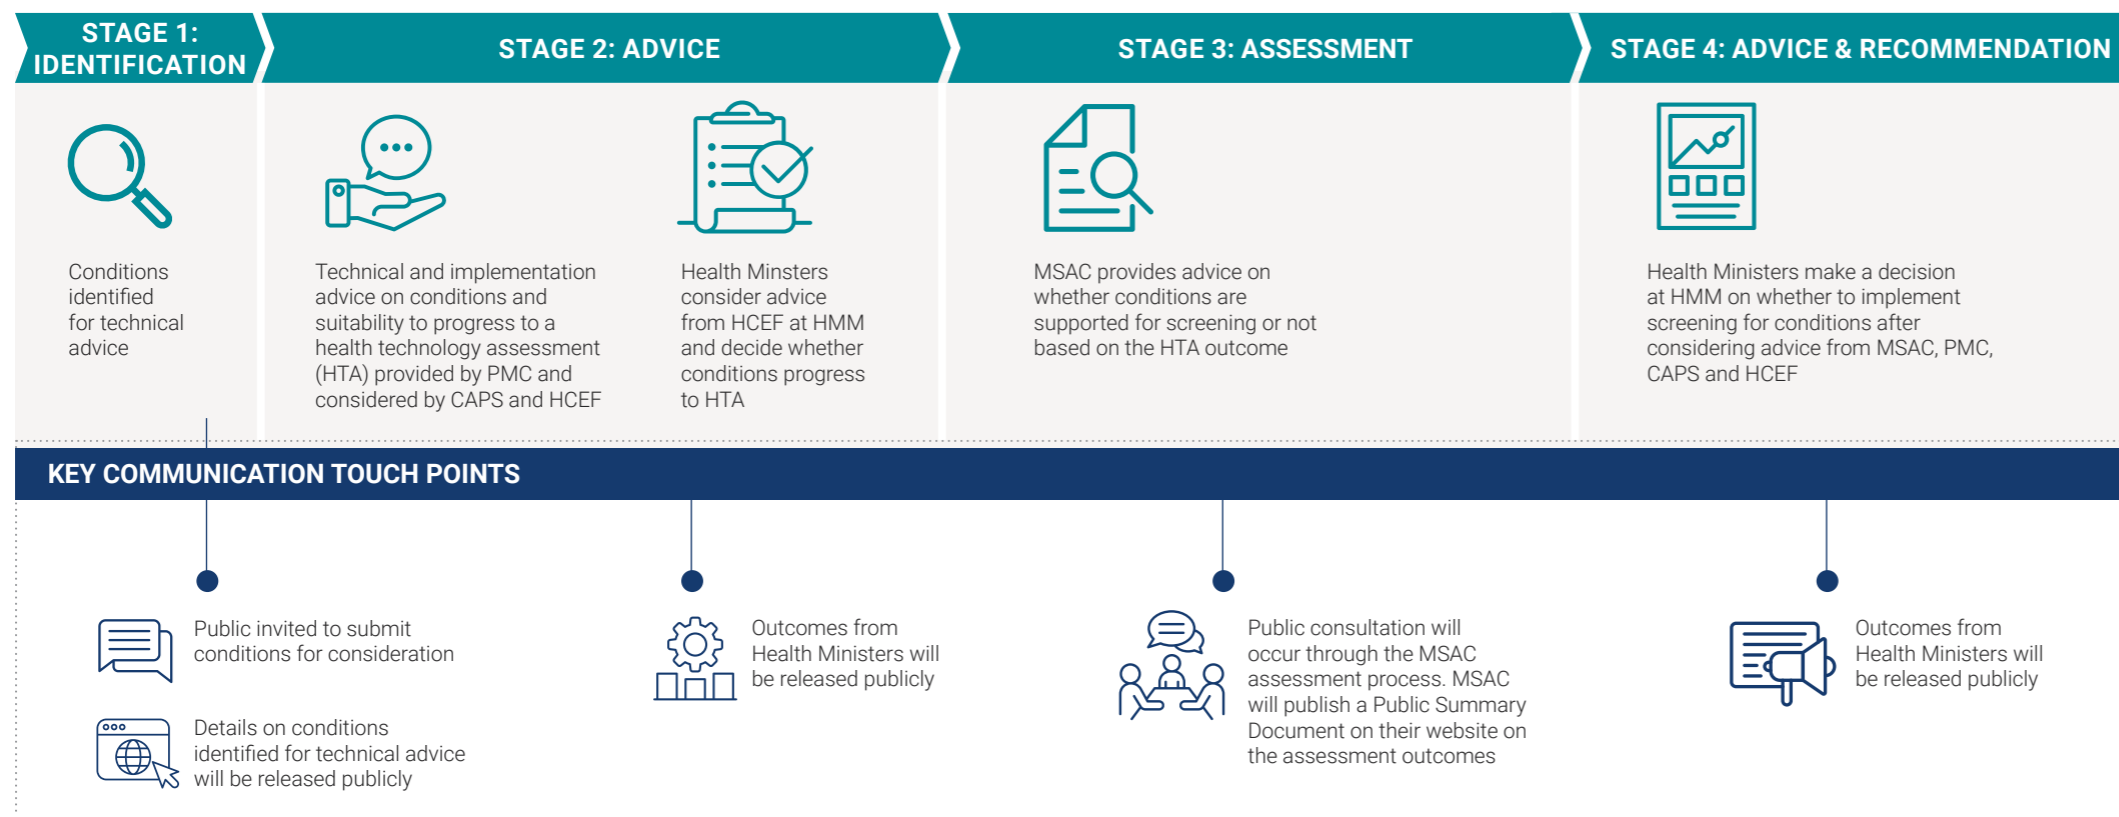 STAGE 1:
IDENTIFICATION
STAGE 2: ADVICE
STAGE 3: ASSESSMENT
STAGE 4: ADVICE & RECOMMENDATION
Conditions
identified
for technical
advice
Technical and implementation
advice on conditions and
suitability to progress to a
health technology assessment
(HTA) provided by PMC and
considered by CAPS and HCEF
Health Minsters
consider advice
from HCEF at HMM
and decide whether
conditions progress
to HTA
MSAC provides advice on
whether conditions are
supported for screening or not
based on the HTA outcome
Health Ministers make a decision
at HMM on whether to implement
screening for conditions after
considering advice from MSAC, PMC,
CAPS and HCEF
KEY COMMUNICATION TOUCH POINTS
Public invited to submit
conditions for consideration
Details on conditions
identified for technical advice
will be released publicly
Outcomes from
Health Ministers will
be released publicly
Public consultation will
occur through the MSAC
assessment process. MSAC
will publish a Public Summary
Document on their website on
the assessment outcomes
Outcomes from
Health Ministers will
be released publicly